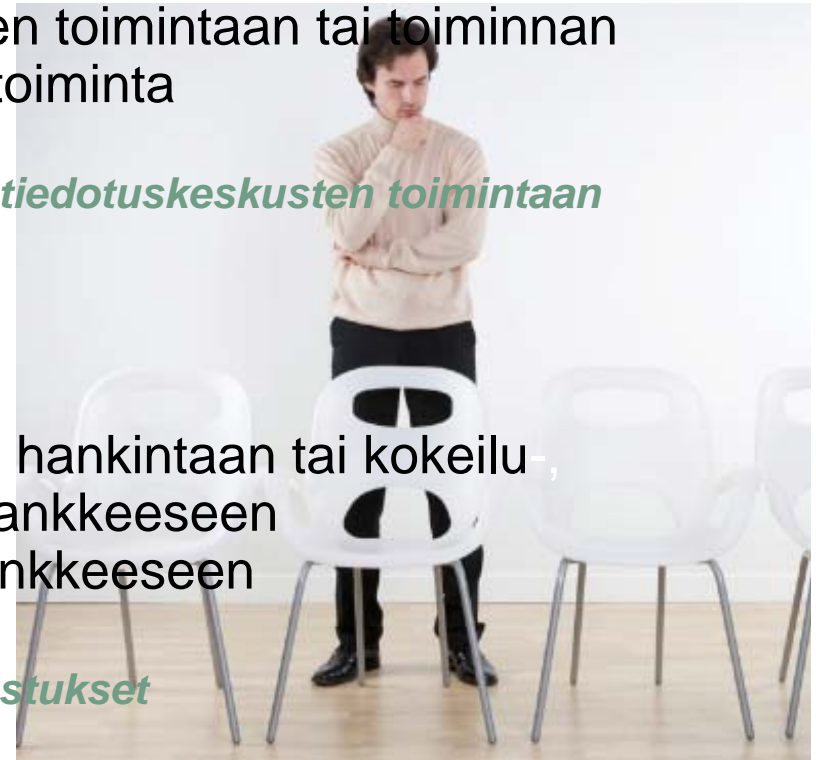 en toimintaan tai toiminnan
toiminta
tiedotuskeskusten toimintaan
hankintaan tai kokeilu-,
ankkeeseen
nkkeeseen
stukset